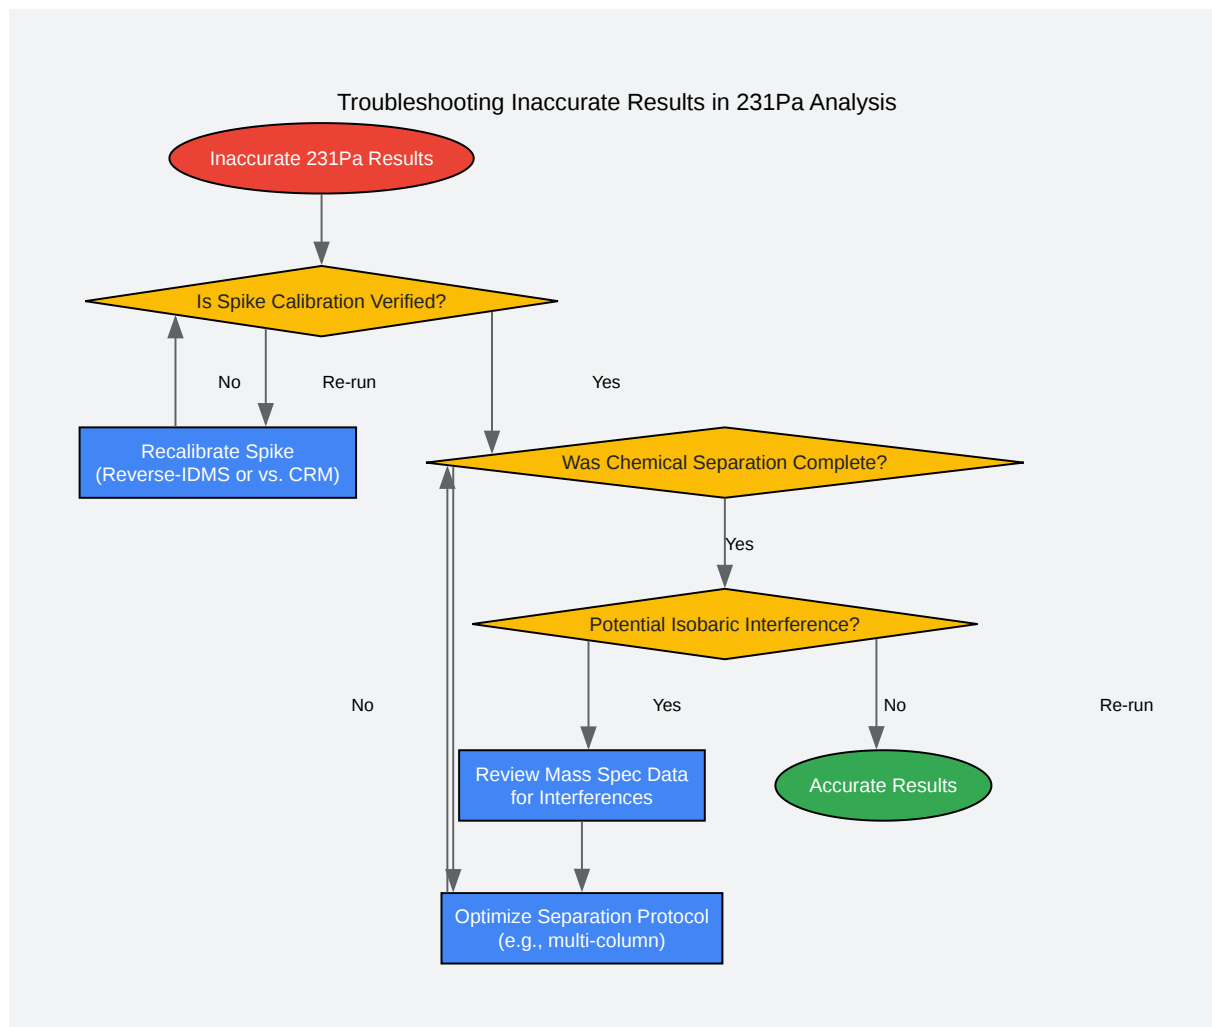 Troubleshooting Inaccurate Results in 231Pa Analysis
Inaccurate 231Pa Results
Is Spike Calibration Verified?
No
Re-run
Yes
Recalibrate Spike
(Reverse-IDMS or vs. CRM)
Was Chemical Separation Complete?
Yes
Potential Isobaric Interference?
No
Yes
No
Re-run
Review Mass Spec Data
for Interferences
Accurate Results
Optimize Separation Protocol
(e.g., multi-column)